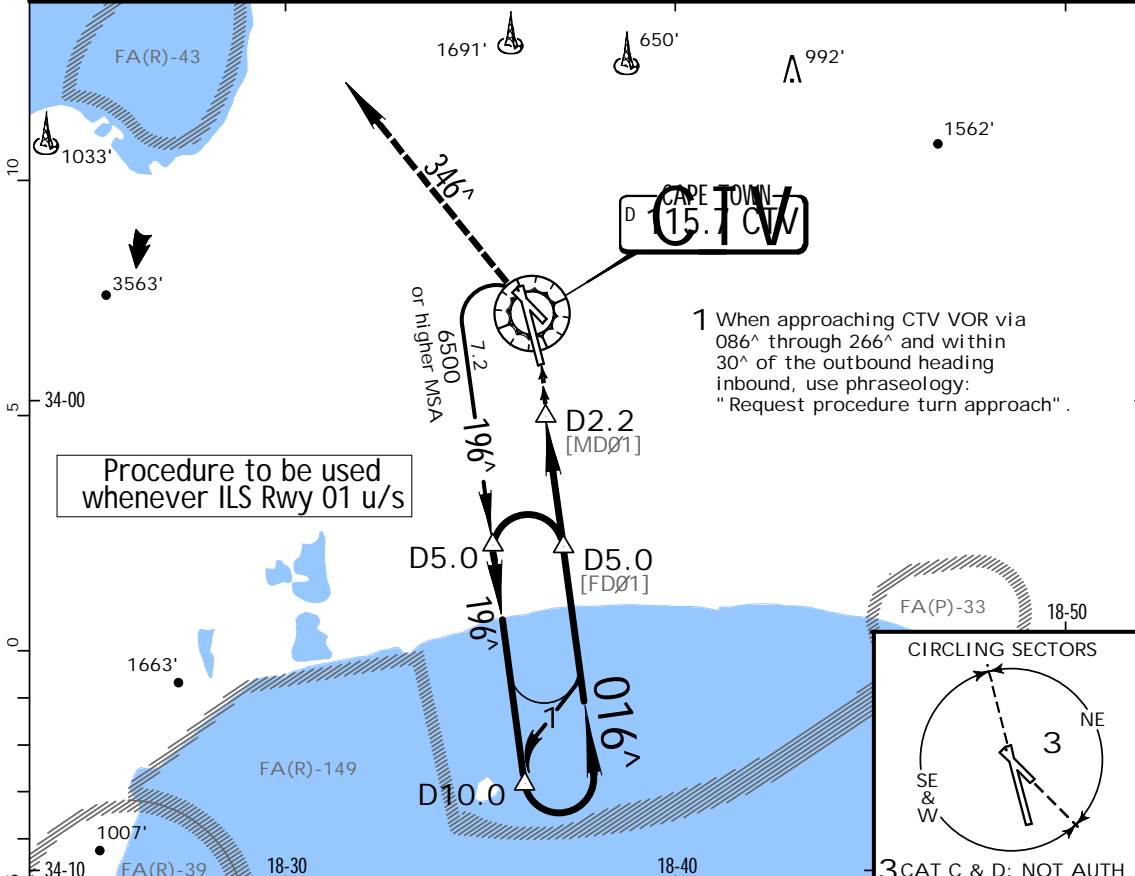 FA(R)-43
1691'
650'
992'
1033'
1562'
10
346^
CAPE TOWN
D 115.7 CTV
CTV
3563'
or higher MSA
6500
7.2
1 When approaching CTV VOR via
086^ through 266^ and within
30^ of the outbound heading
inbound, use phraseology:
"Request procedure turn approach".
5
34-00
196^
D2.2
[MDØ1]
Procedure to be used
whenever ILS Rwy 01 u/s
D5.0
D5.0
[FDØ1]
196^
FA(P)-33
18-50
0
1663'
016^
1
CIRCLING SECTORS
NE
3
SE
&
W
FA(R)-149
D10.0
1007'
34-10
FA(R)-39
18-30
18-40
3 CAT C & D: NOT AUTH